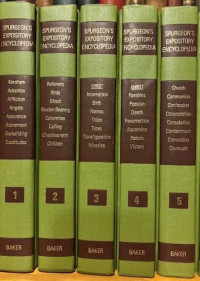 SPURGEON'S
EXPOSITORY
ENCYCLOPEDIA
Abraham
Adoption
Affliction
Angels
Assurance
Atonement
Backsliding
Beatitudes
1
BAKER
SPURGEON'S
EXPOSITORY
ENCYCLOPEDIA
Believers
Birds
Blood
Burden-Bearing
Calamities
Calling
Chastisement
Children
2
BAKER
SPURGEON'S
EXPOSITORY
ENCYCLOPEDIA
CHRIST:
Incarnation
Birth
Names
Titles
Types
Transfiguration
Miracles
3
BAKER
SPURGEON'S
EXPOSITORY
ENCYCLOPEDIA
CHRIST:
Parables
Passion
Death
Resurrection
Ascension
Return
Victory
4
BAKER
SPURGEON'S
EXPOSITORY
ENCYCLOPEDIA
Church
Communion
Confession
Consecration
Consolation
Contentment
Conviction
Covenant
5
BAKER